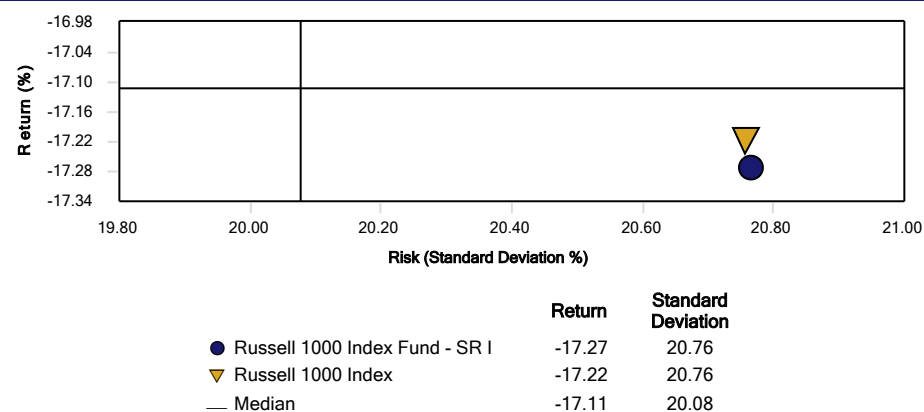 -16.98
-17.04
-17.10
-17.16
-17.22
-17.28
-17.34
Return (%)
19.80 20.00 20.20 20.40 20.60 20.80 21.00
Risk (Standard Deviation %)
Return Standard Deviation
Russell 1000 Index Fund - SR I -17.27 20.76
Russell 1000 Index -17.22 20.76
Median -17.11 20.08